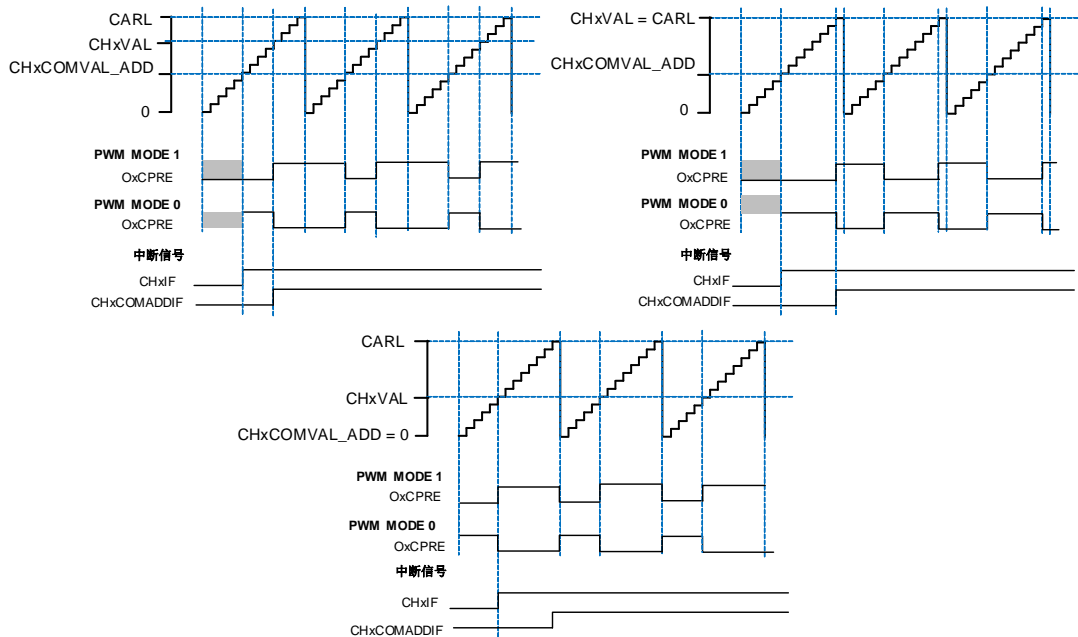 CARL
CHxVAL
CHxCOMVAL_ADD
0
PWM MODE 1
OxCPRE
PWM MODE 0
OxCPRE
中断信号
CHxIF
CHxCOMADDIF
CHxVAL = CARL
CHxCOMVAL_ADD
0
PWM MODE 1
OxCPRE
PWM MODE 0
OxCPRE
中断信号
CHxIF
CHxCOMADDIF
CARL
CHxVAL
CHxCOMVAL_ADD = 0
PWM MODE 1
OxCPRE
PWM MODE 0
OxCPRE
中断信号
CHxIF
CHxCOMADDIF